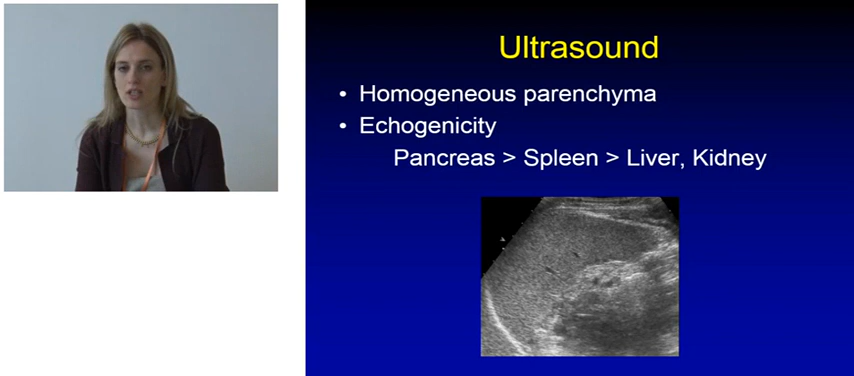 Ultrasound
• Homogeneous parenchyma
• Echogenicity
Pancreas > Spleen > Liver, Kidney